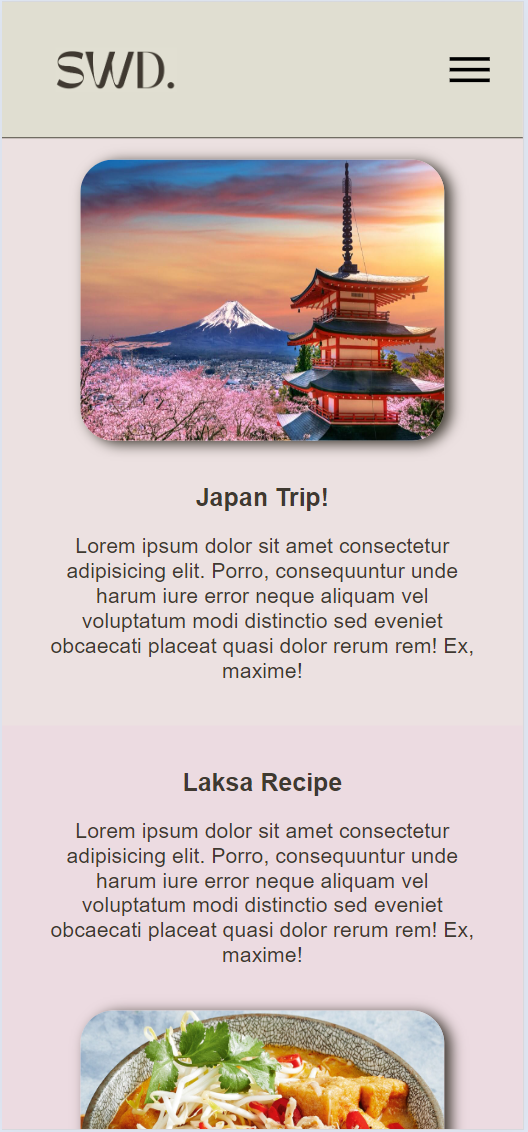 SWD.
Japan Trip!
Lorem ipsum dolor sit amet consectetur
adipisicing elit. Porro, consequuntur unde
harum iure error neque aliquam vel
voluptatum modi distinctio sed eveniet
obcaecati placeat quasi dolor rerum rem! Ex,
maxime!
Laksa Recipe
Lorem ipsum dolor sit amet consectetur
adipisicing elit. Porro, consequuntur unde
harum iure error neque aliquam vel
voluptatum modi distinctio sed eveniet
obcaecati placeat quasi dolor rerum rem! Ex,
maxime!